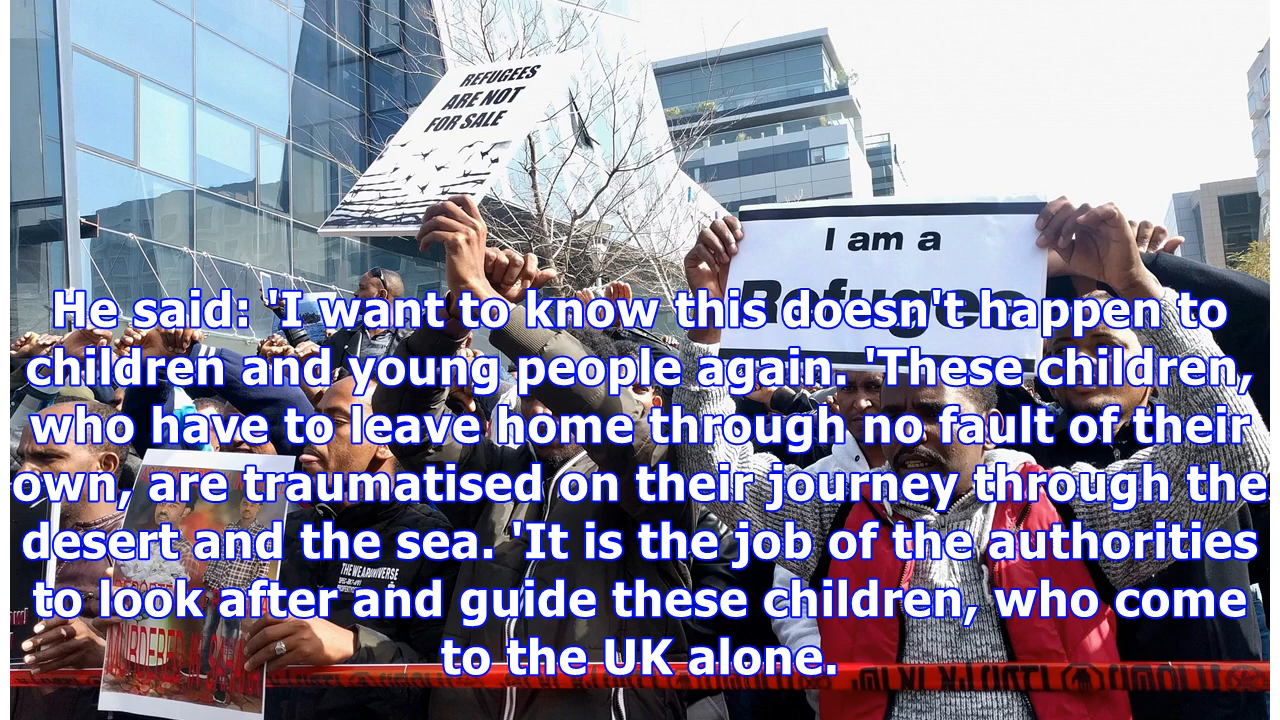 REFUGEES
ARE NOT
FOR SALE
I am a
Refugee
He said: 'I want to know this doesn't happen to
children and young people again. 'These children,
who have to leave home through no fault of their
own, are traumatised on their journey through the
desert and the sea. 'It is the job of the authorities
to look after and guide these children, who come
to the UK alone.
THE WEARUNIVERSE